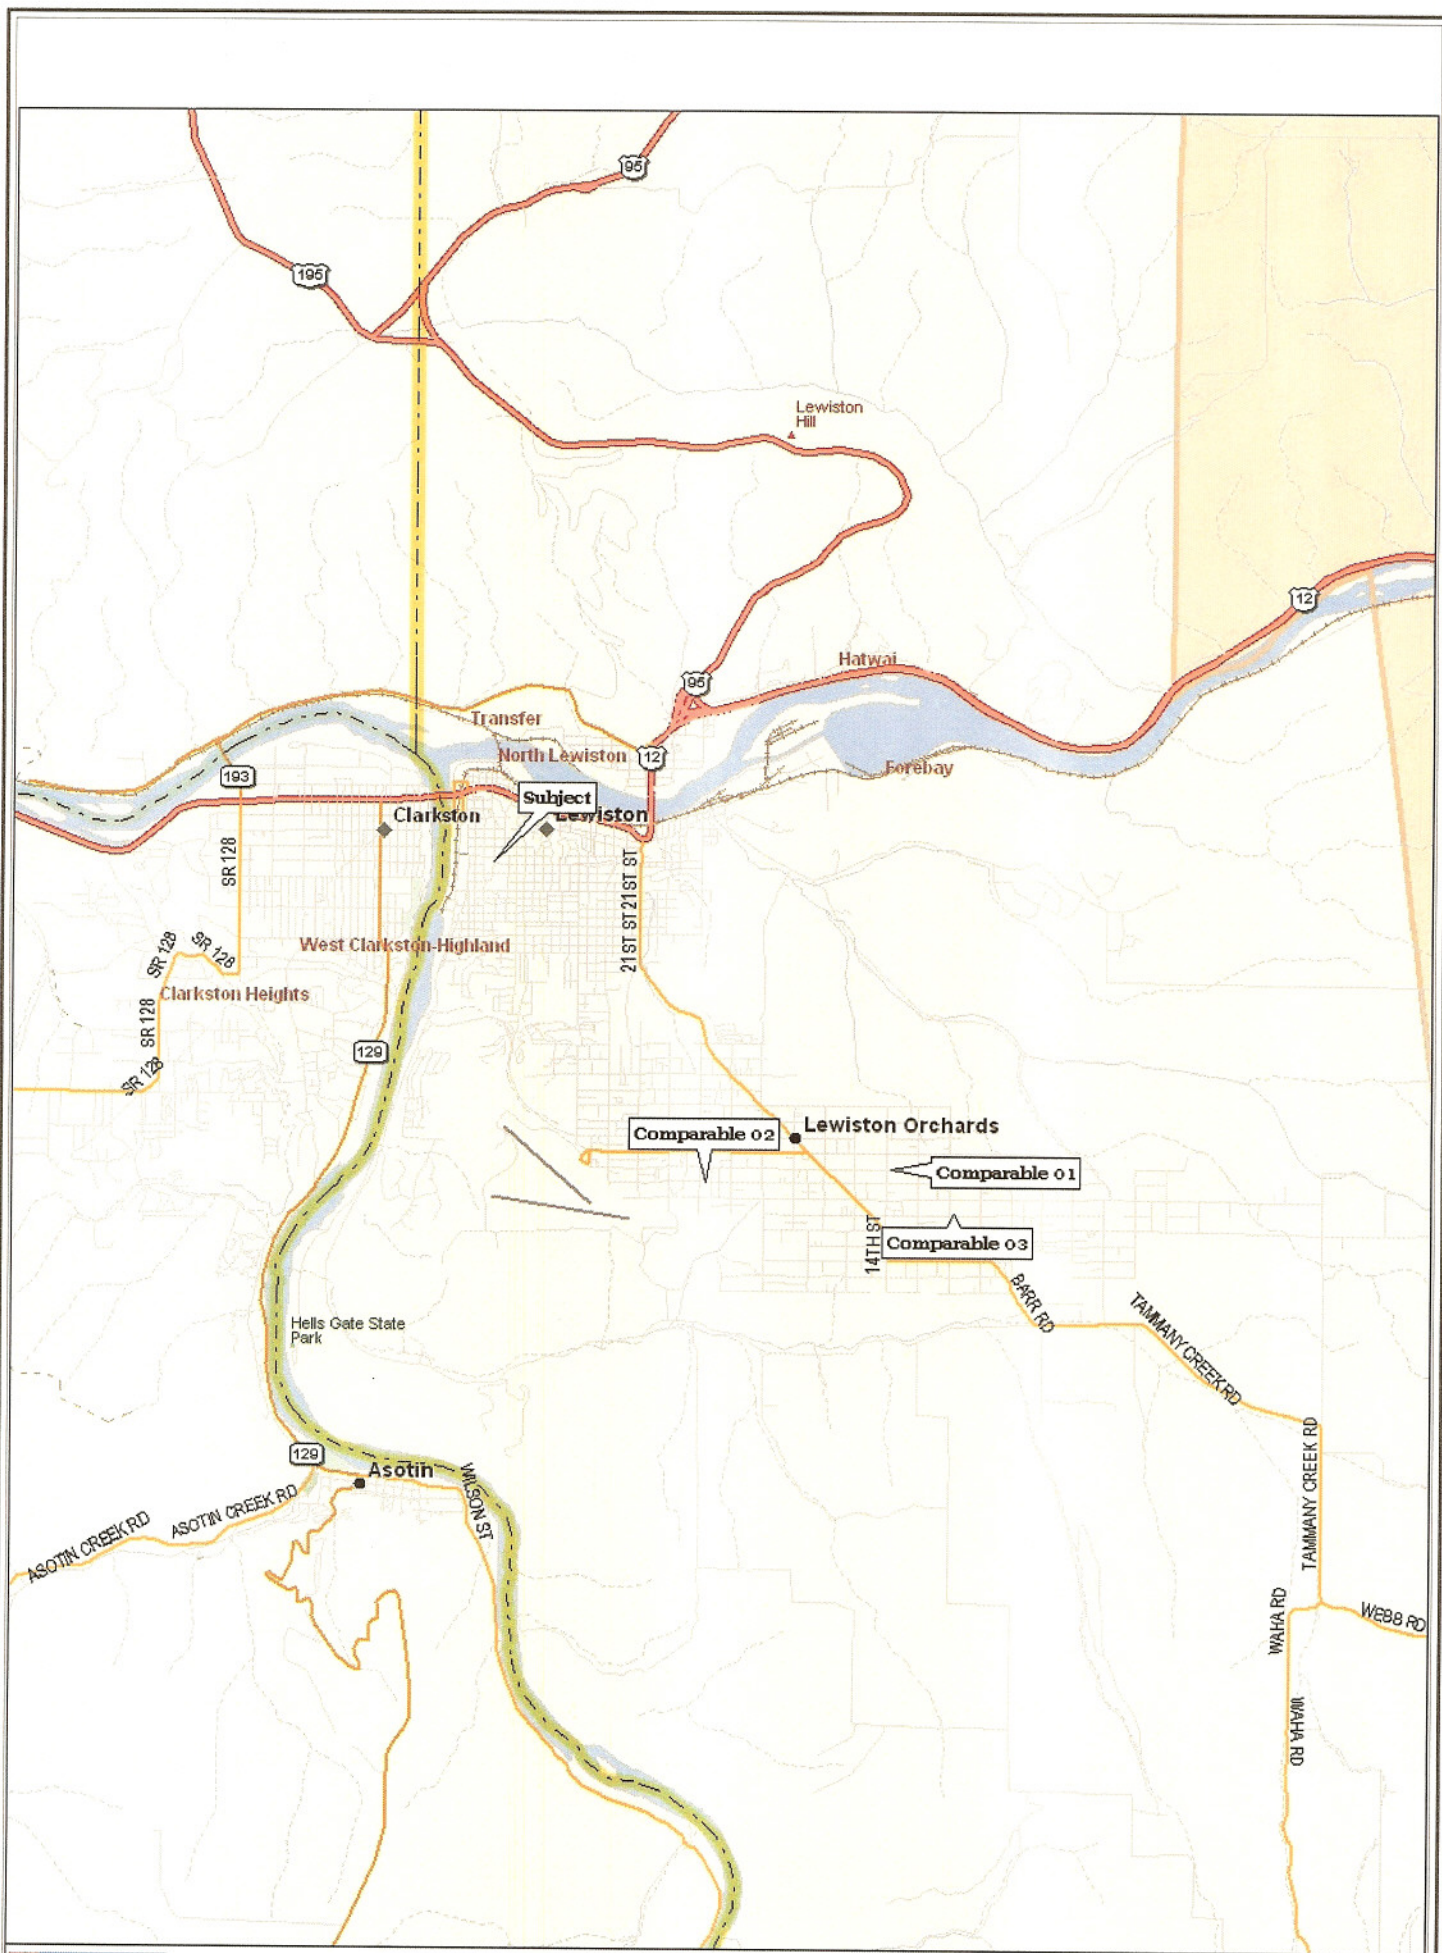 95
195
Lewiston
Hill
12
Hatwai
95
Transfer
North Lewiston
12
193
Forebay
Subject
Clarkston
Lewiston
SR 128
21ST ST 21ST ST
West Clarkston-Highland
SR 128
SR 128
Clarkston Heights
SR 128
129
SR 128
Lewiston Orchards
Comparable 02
Comparable 01
14TH ST
Comparable 03
BARR RD
TAMMANY CREEK RD
Hells Gate State
Park
129
Asotin
WILSON ST
TAMMANY CREEK RD
ASOTIN CREEK RD
ASOTIN CREEK RD
WAHA RD
WEBB RD
WAHA RD